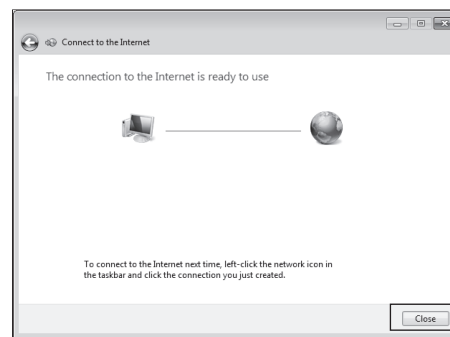 Connect to the Internet
The connection to the Internet is ready to use
To connect to the Internet next time, left-click the network icon in
the taskbar and click the connection you just created.
Close